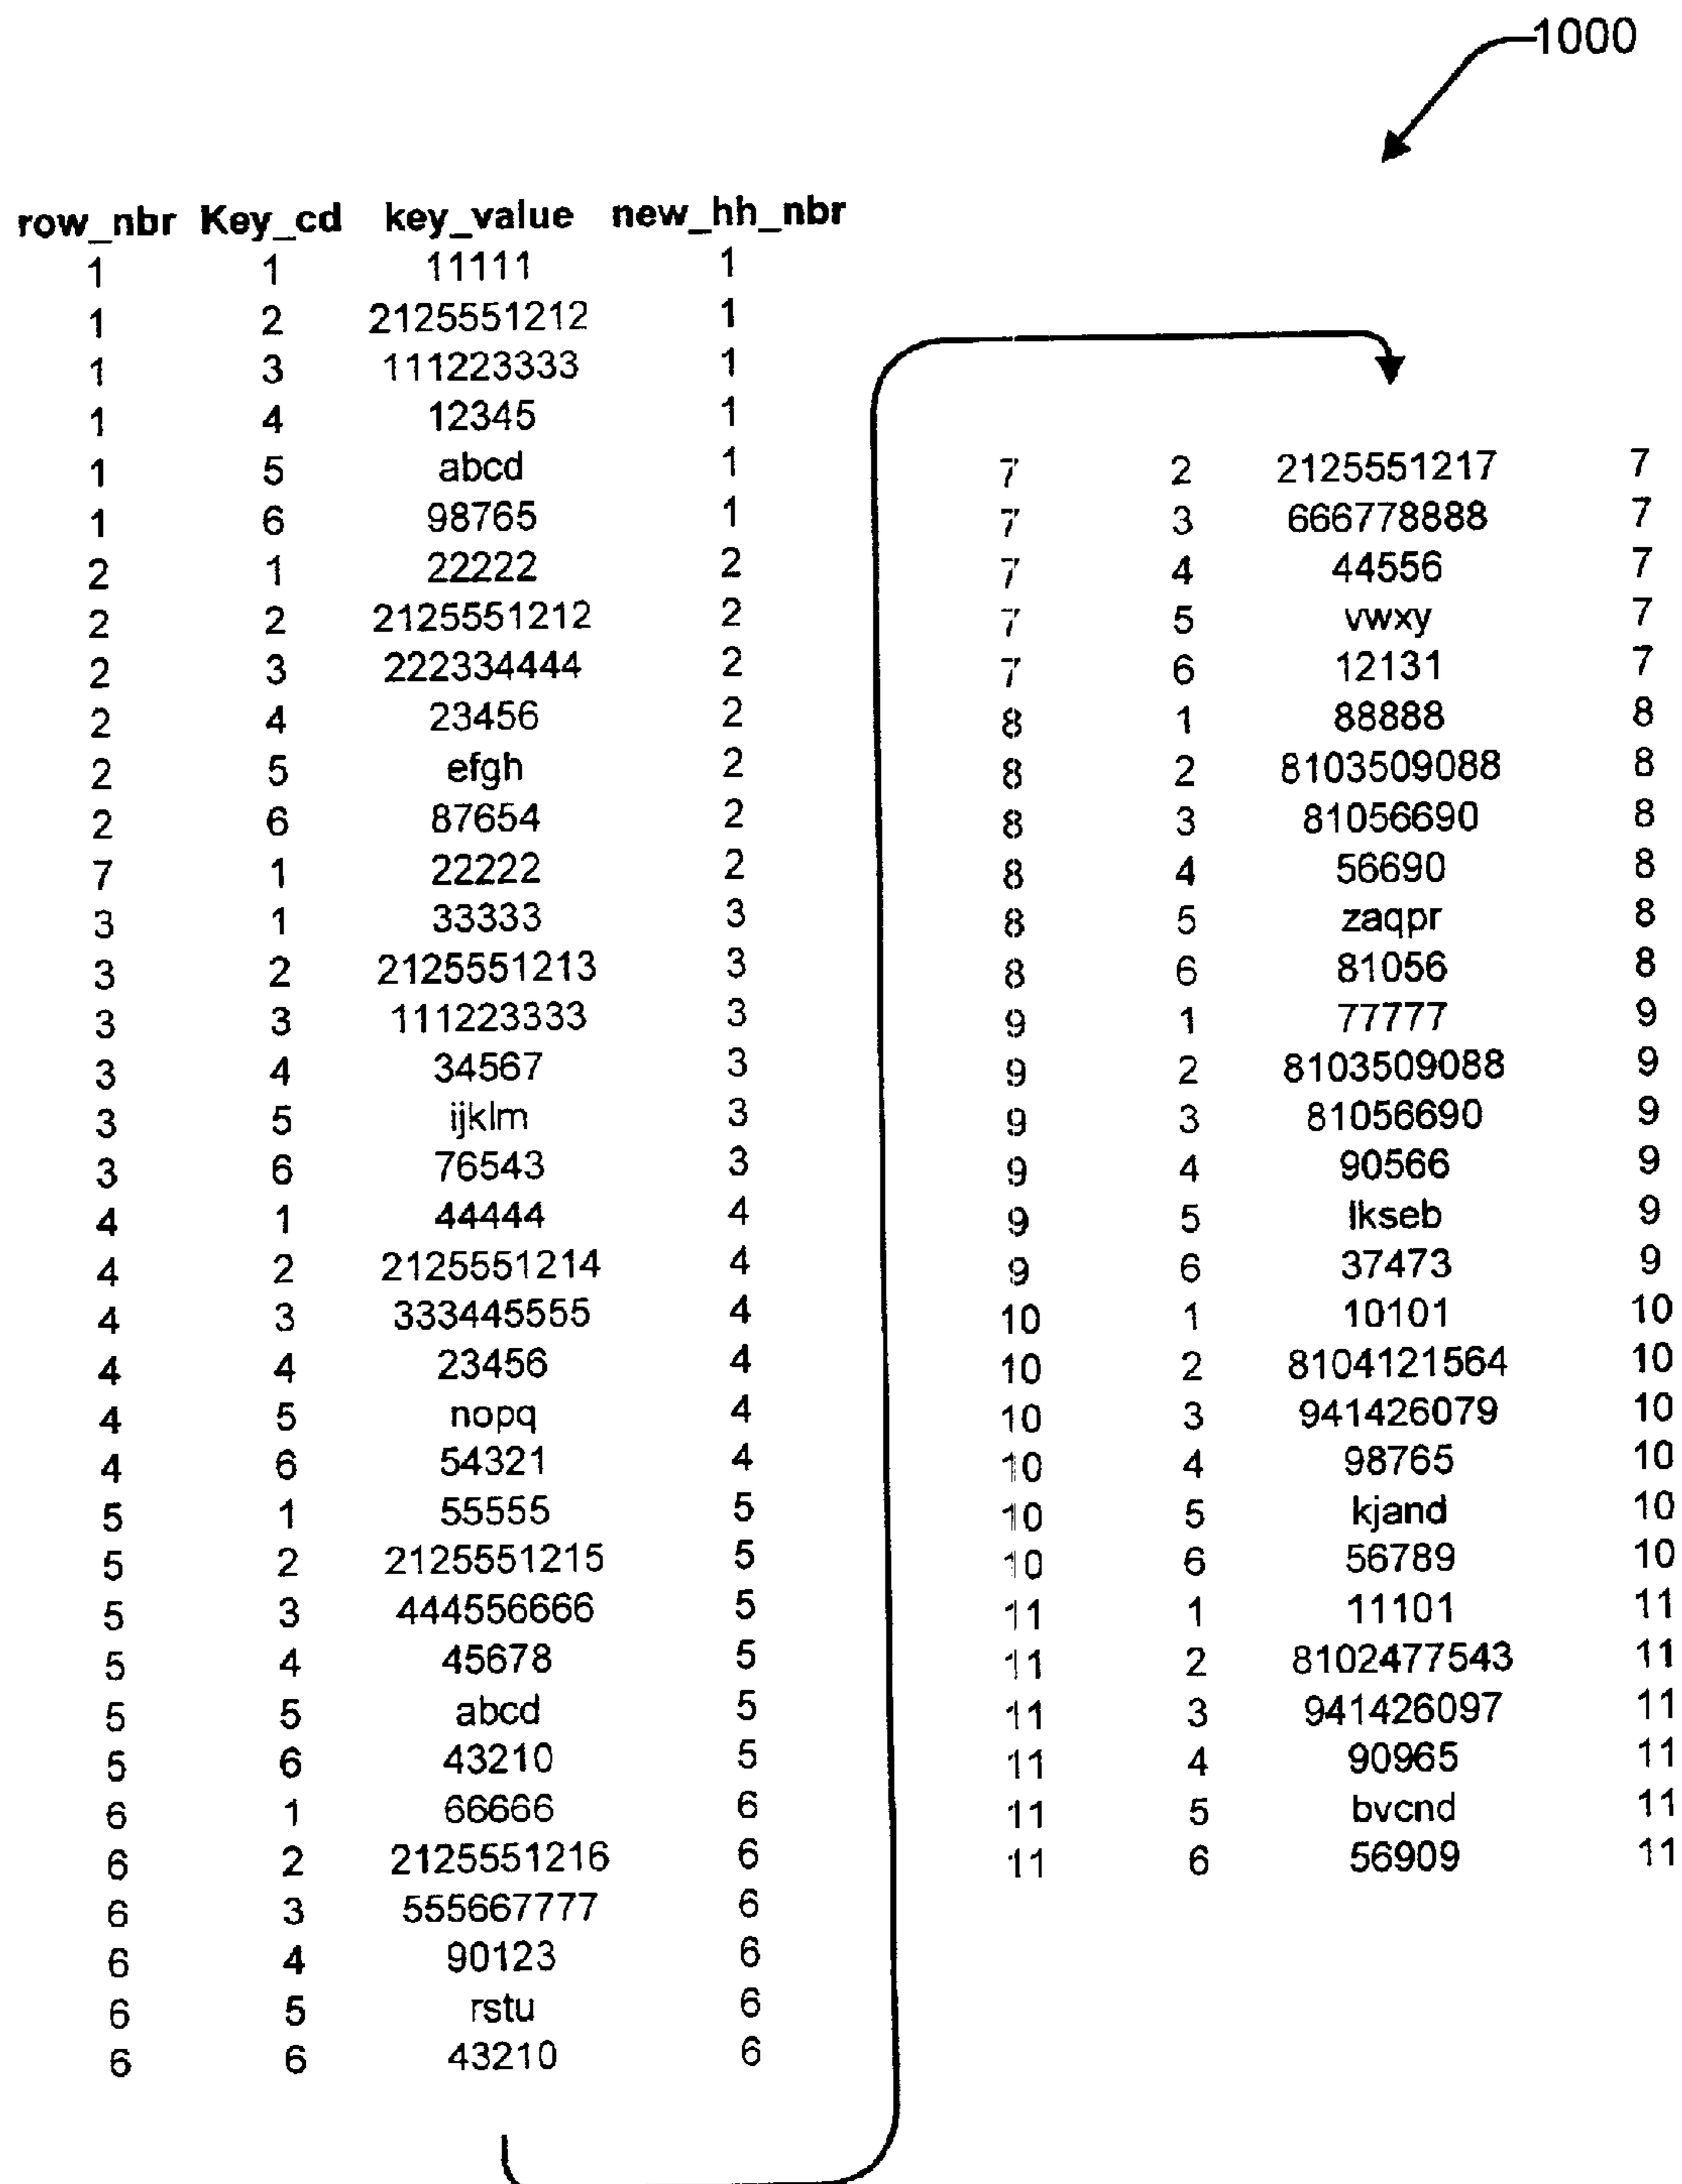 1000
row_nbr Key_cd key_value new_hh_nbr
1 1 11111 1
1 2 2125551212 1
1 3 111223333 1
1 4 12345 1
1 5 abcd 1
1 6 98765 1
2 1 22222 2
2 2 2125551212 2
2 3 222334444 2
2 4 23456 2
2 5 efgh 2
2 6 87654 2
7 1 22222 2
3 1 33333 3
3 2 2125551213 3
3 3 111223333 3
3 4 34567 3
3 5 ijklm 3
3 6 76543 3
4 1 44444 4
4 2 2125551214 4
4 3 333445555 4
4 4 23456 4
4 5 nopq 4
4 6 54321 4
5 1 55555 5
5 2 2125551215 5
5 3 444556666 5
5 4 45678 5
5 5 abcd 5
5 6 43210 5
6 1 66666 6
6 2 2125551216 6
6 3 555667777 6
6 4 90123 6
6 5 rstu 6
6 6 43210 6
7 2 2125551217 7
7 3 666778888 7
7 4 44556 7
7 5 vwxy 7
7 6 12131 7
8 1 88888 8
8 2 8103509088 8
8 3 81056690 8
8 4 56690 8
8 5 zaqpr 8
8 6 81056 8
9 1 77777 9
9 2 8103509088 9
9 3 81056690 9
9 4 90566 9
9 5 lkseb 9
9 6 37473 9
10 1 10101 10
10 2 8104121564 10
10 3 941426079 10
10 4 98765 10
10 5 kjand 10
10 6 56789 10
11 1 11101 11
11 2 8102477543 11
11 3 941426097 11
11 4 90965 11
11 5 bvcnd 11
11 6 56909 11